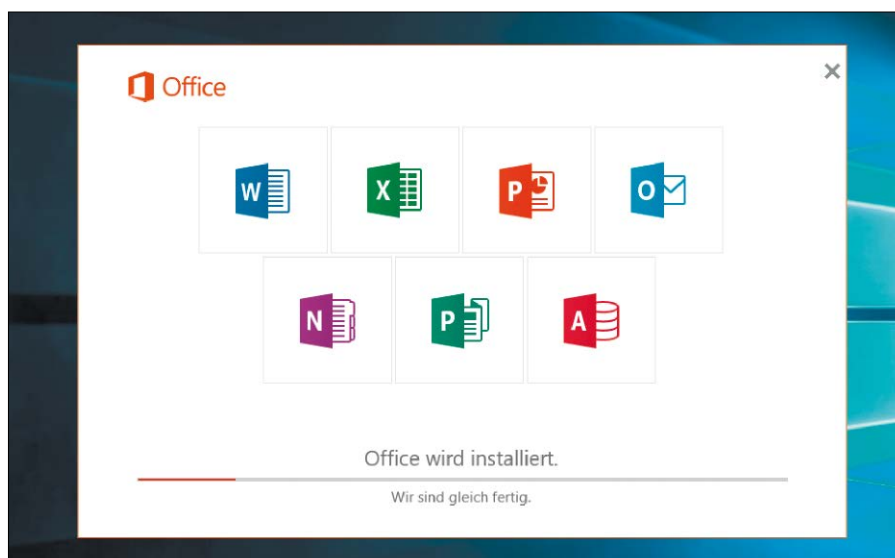 Office
W X P O
N P A
Office wird installiert.
Wir sind gleich fertig.